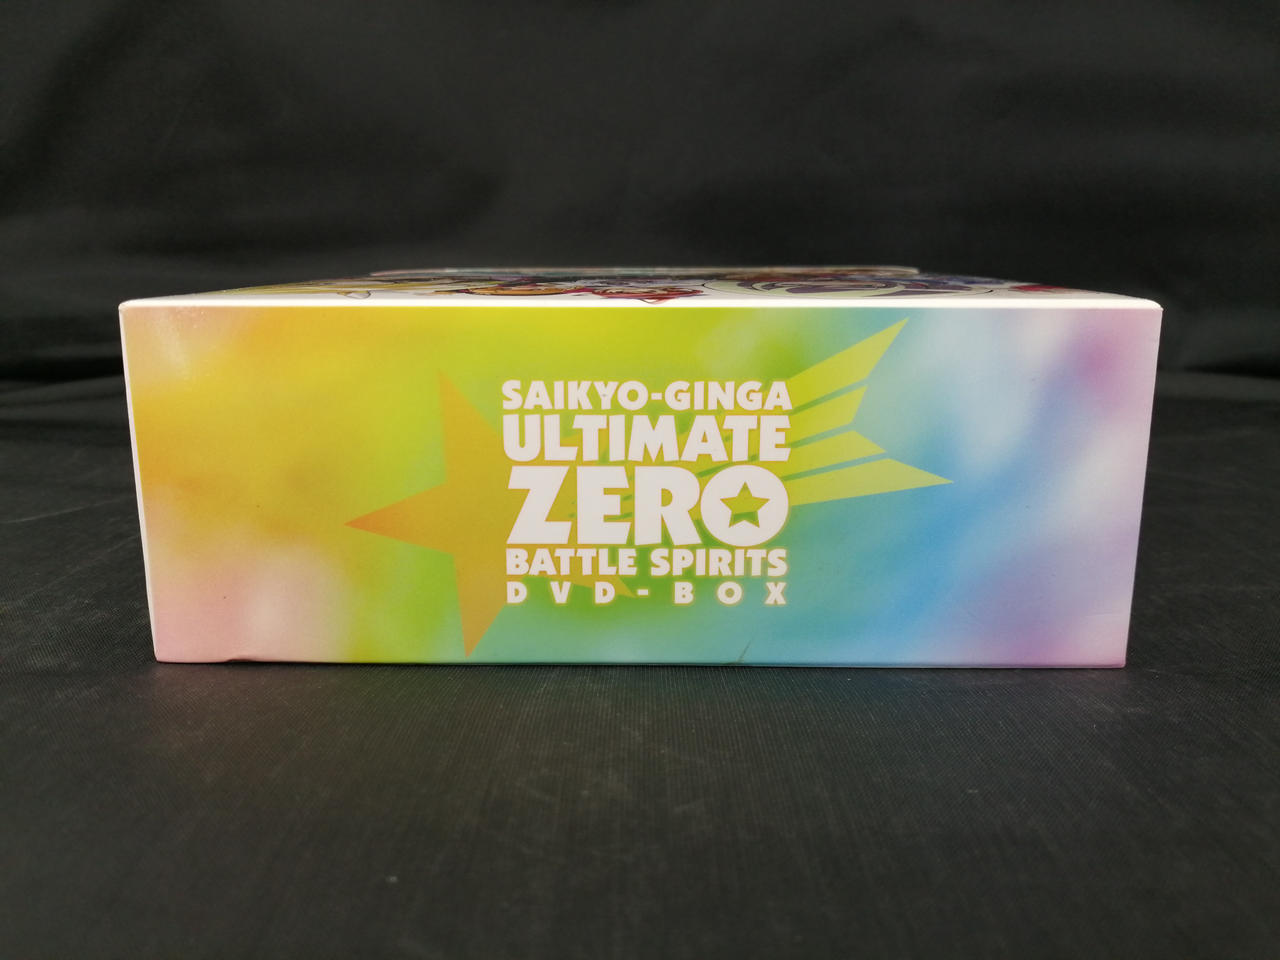 SAIKYO-GINGA
ULTIMATE
ZERO
BATTLE SPIRITS
DVD-BOX